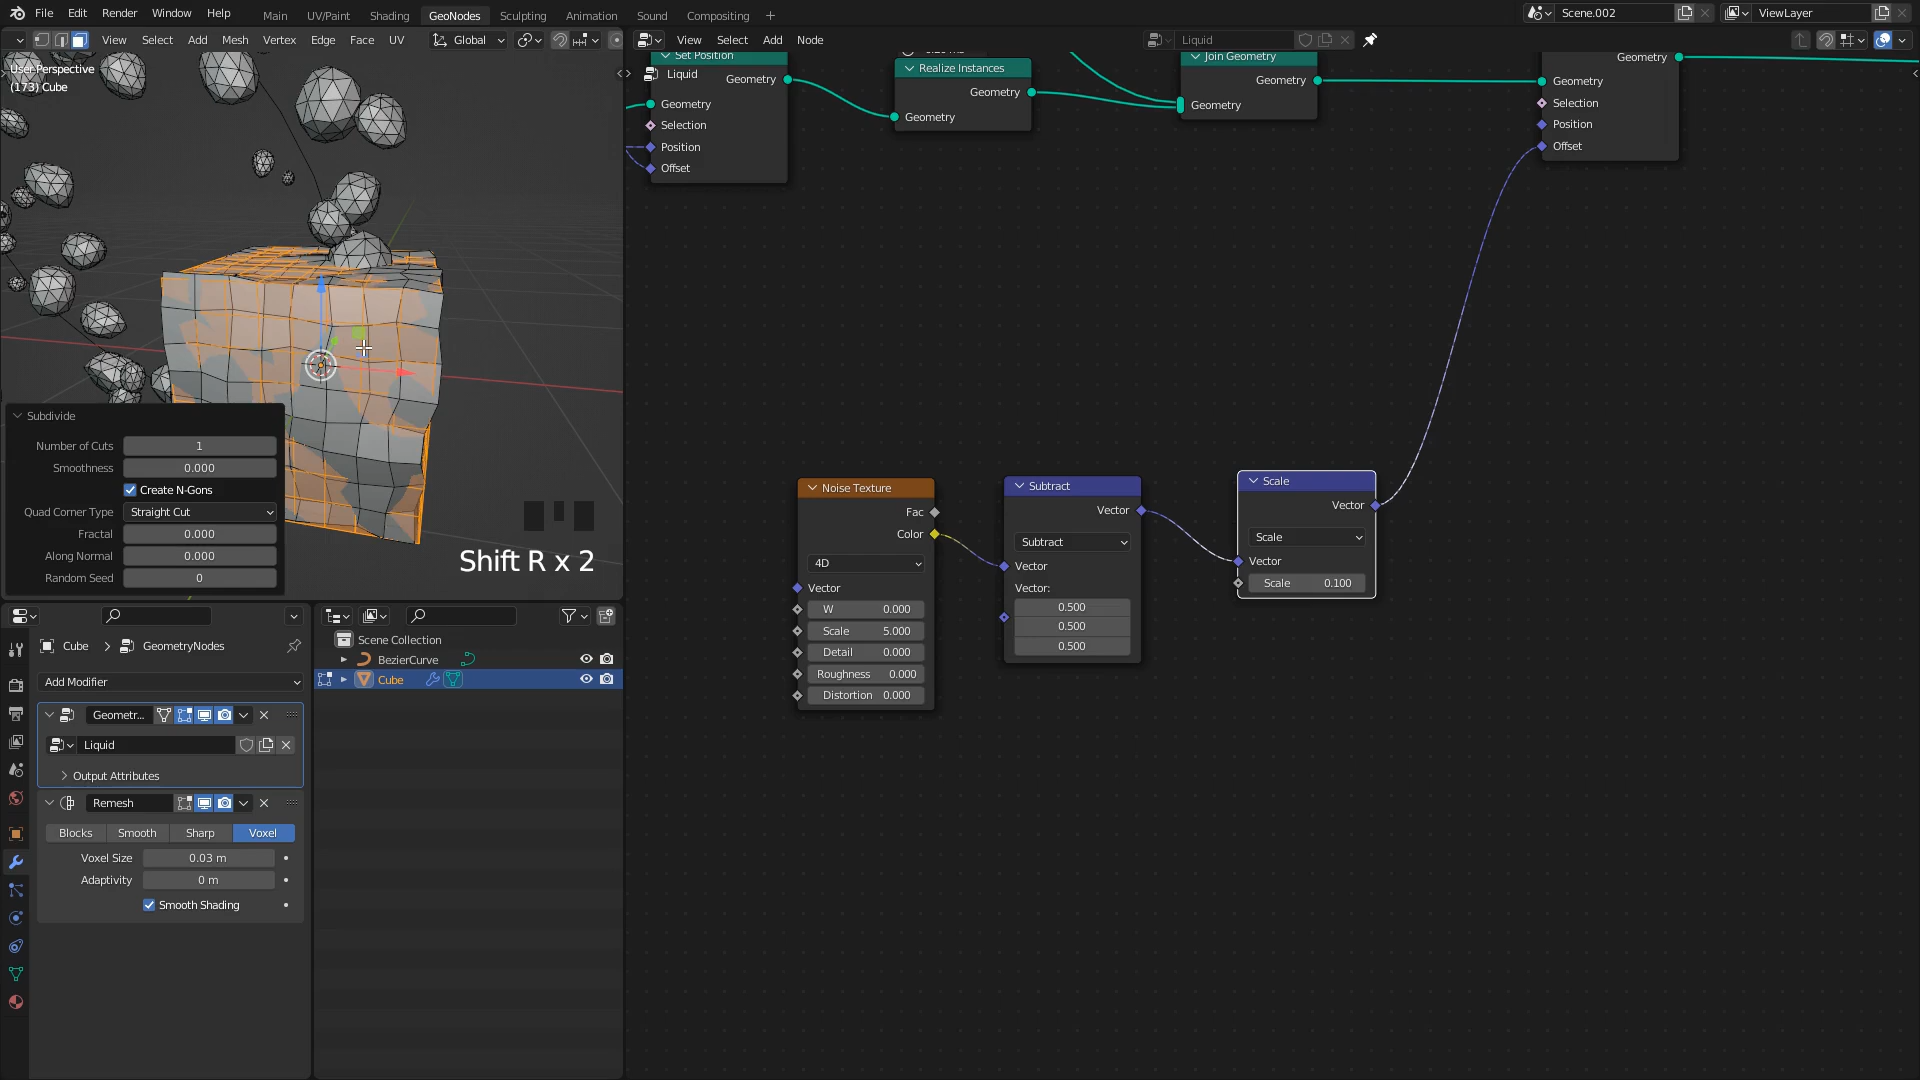 File Edit Render Window Help Main UV/Paint Shading GeoNodes Sculpting Animation Sound Compositing + Scene.002 ViewLayer
View Select Add Mesh Vertex Edge Face UV Global View Select Add Node Liquid
User Perspective
(173) Cube
Set Position
Liquid
Geometry
Geometry
Selection
Position
Offset
Realize Instances
Geometry
Geometry
Join Geometry
Geometry
Geometry
Geometry
Geometry
Selection
Position
Offset
Subdivide
Number of Cuts 1
Smoothness 0.000
Create N-Gons
Quad Corner Type Straight Cut
Fractal 0.000
Along Normal 0.000
Random Seed 0
Shift R x 2
Noise Texture
Fac
Color
4D
Vector
W 0.000
Scale 5.000
Detail 0.000
Roughness 0.000
Distortion 0.000
Subtract
Vector
Subtract
Vector
Vector:
0.500
0.500
0.500
Scale
Vector
Scale
Vector
Scale 0.100
Cube > GeometryNodes
Add Modifier
Geometr...
Liquid
Output Attributes
Remesh
Blocks Smooth Sharp Voxel
Voxel Size 0.03 m
Adaptivity 0 m
Smooth Shading
Scene Collection
BezierCurve
Cube